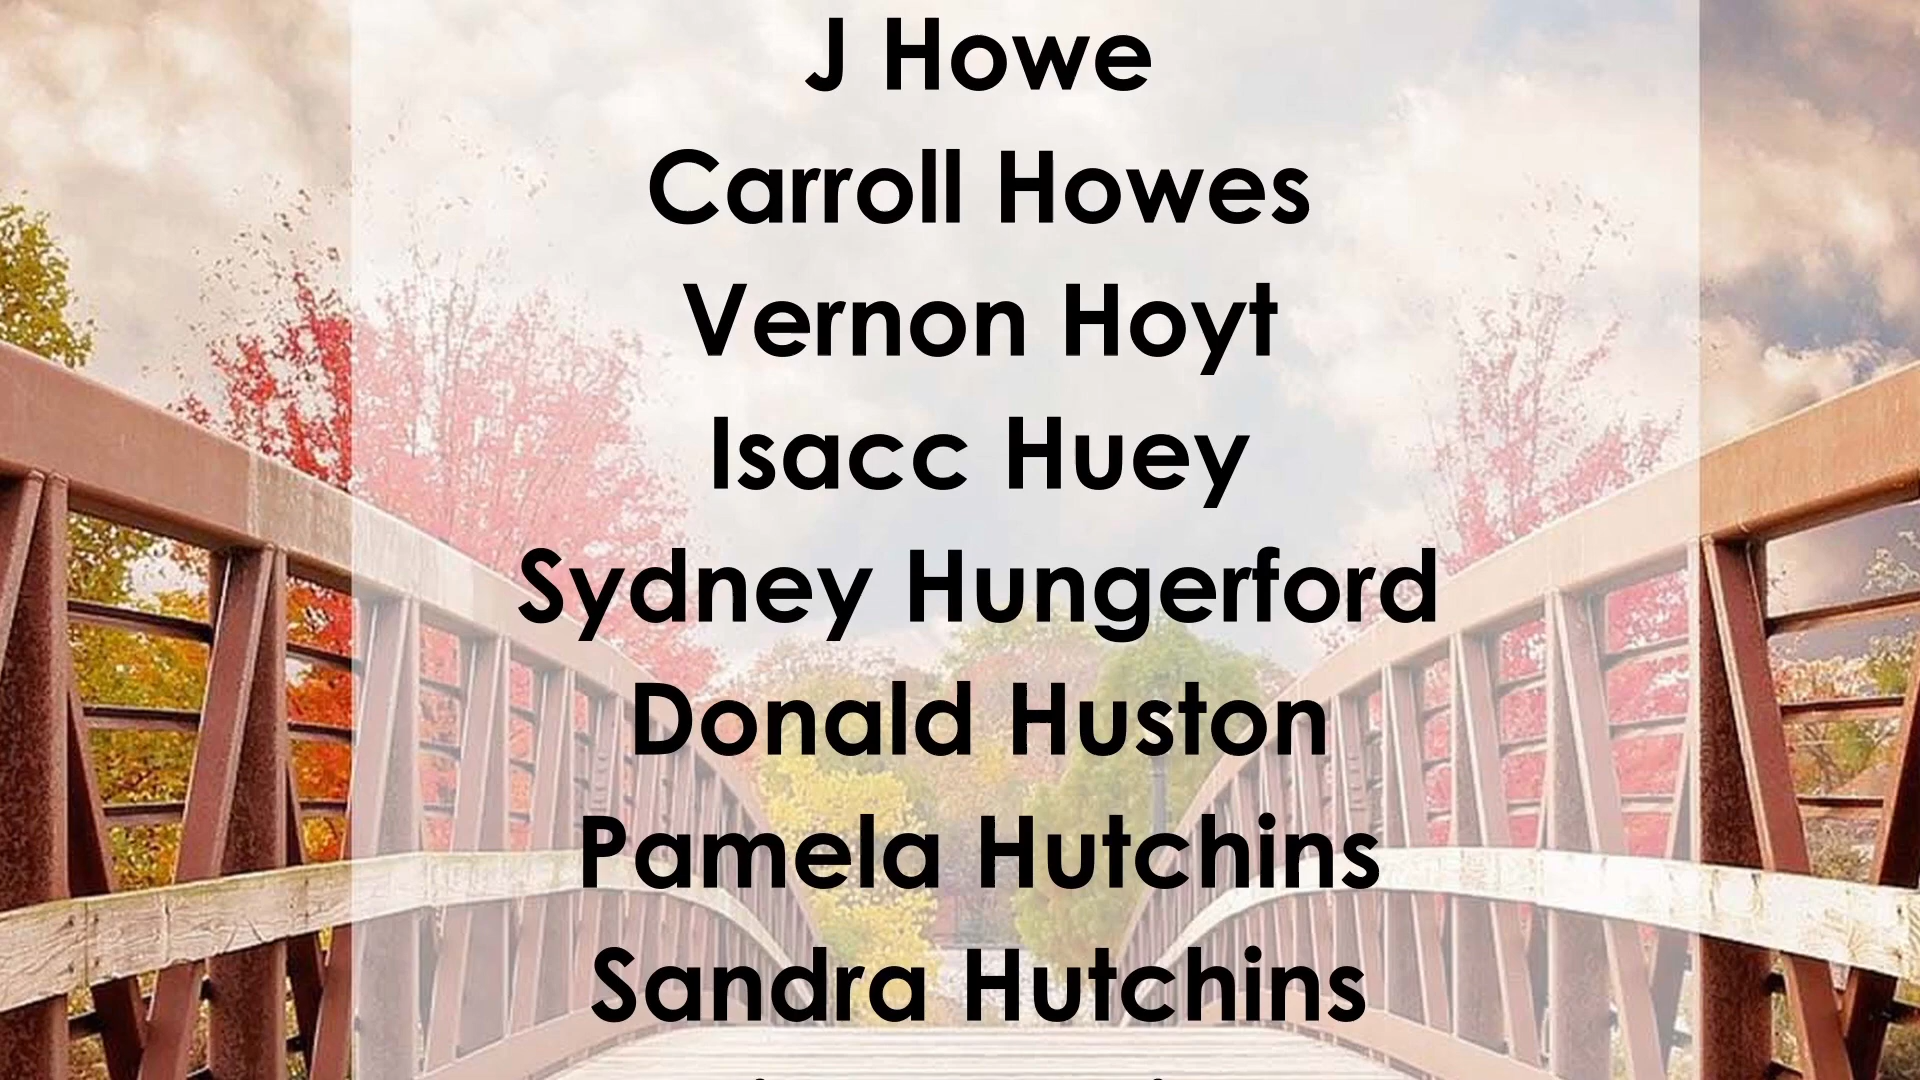 J Howe
Carroll Howes
Vernon Hoyt
Isacc Huey
Sydney Hungerford
Donald Huston
Pamela Hutchins
Sandra Hutchins